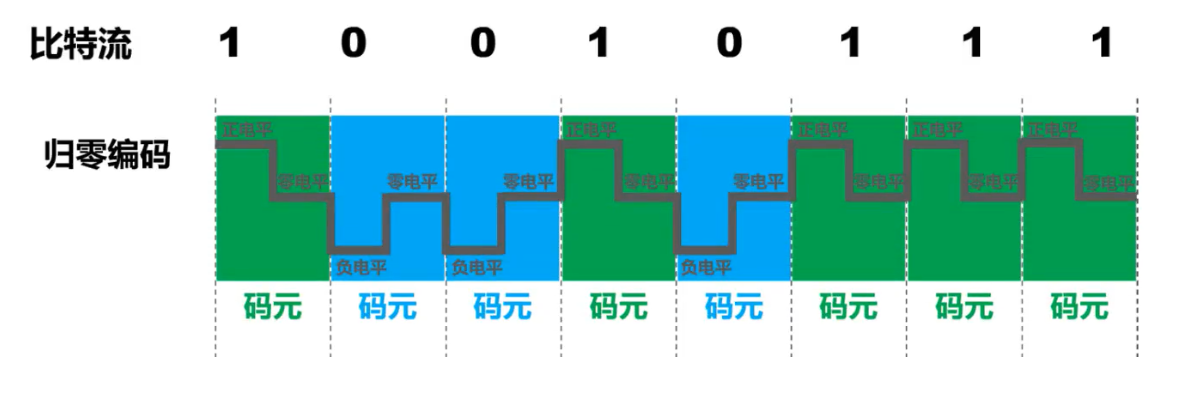 比特流 1 0 0 1 0 1 1 1
正电平 正电平 正电平 正电平 正电平
归零编码
零电平 零电平 零电平 零电平 零电平 零电平 零电平 零电平
负电平 负电平 负电平
码元 码元 码元 码元 码元 码元 码元 码元